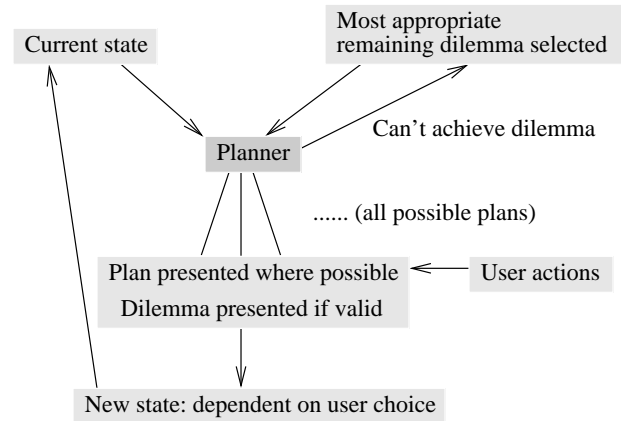 Current state
Most appropriate
remaining dilemma selected
Can't achieve dilemma
Planner
...... (all possible plans)
Plan presented where possible
Dilemma presented if valid
User actions
New state: dependent on user choice